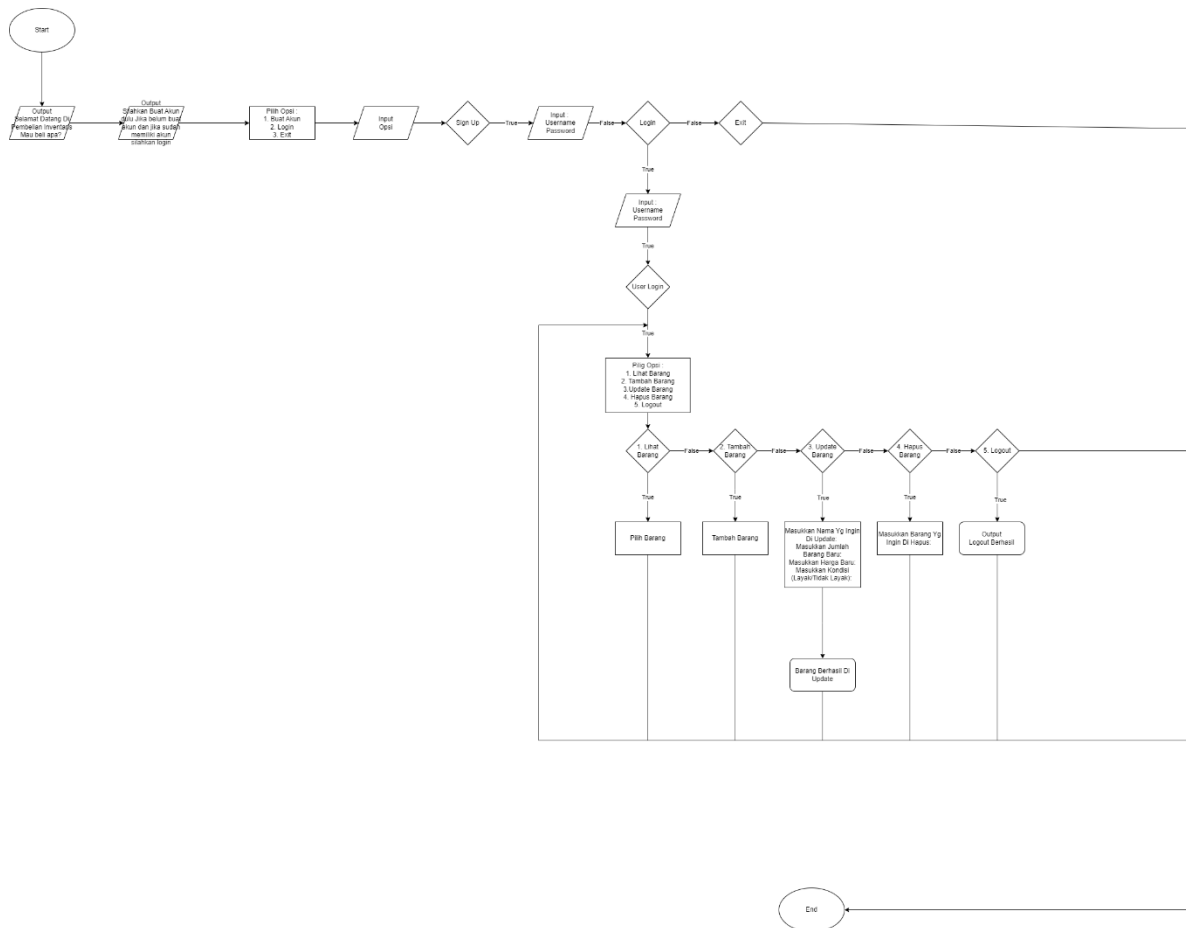 Start
Output
Selamat Datang Di
Pembelian Inventaris
Mau beli apa?
Output
Silahkan Buat Akun
dulu Jika belum buat
akun dan jika sudah
memiliki akun
silahkan login
Pilih Opsi :
1. Buat Akun
2. Login
3. Exit
Input
Opsi
Sign Up
True
Input :
Username
Password
False
Login
False
Exit
True
Input :
Username
Password
True
User Login
True
Pilig Opsi :
1. Lihat Barang
2. Tambah Barang
3.Update Barang
4. Hapus Barang
5. Logout
1. Lihat
Barang
False
2. Tambah
Barang
False
3. Update
Barang
False
4. Hapus
Barang
False
5. Logout
True
True
True
True
True
Pilih Barang
Tambah Barang
Masukkan Nama Yg Ingin
Di Update:
Masukkan Jumlah
Barang Baru:
Masukkan Harga Baru:
Masukkan Kondisi
(Layak/Tidak Layak):
Masukkan Barang Yg
Ingin Di Hapus:
Output
Logout Berhasil
Barang Berhasil Di
Update
End